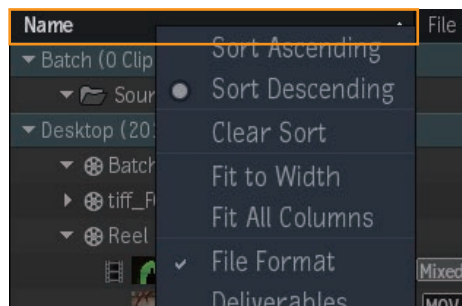 Name File
Sort Ascending
Batch (0 Clip
Sour
Sort Descending
Desktop (20
Clear Sort
Batch
Fit to Width
tiff_F
Fit All Columns
Reel
File Format
Mixed
Deliverables
MOV